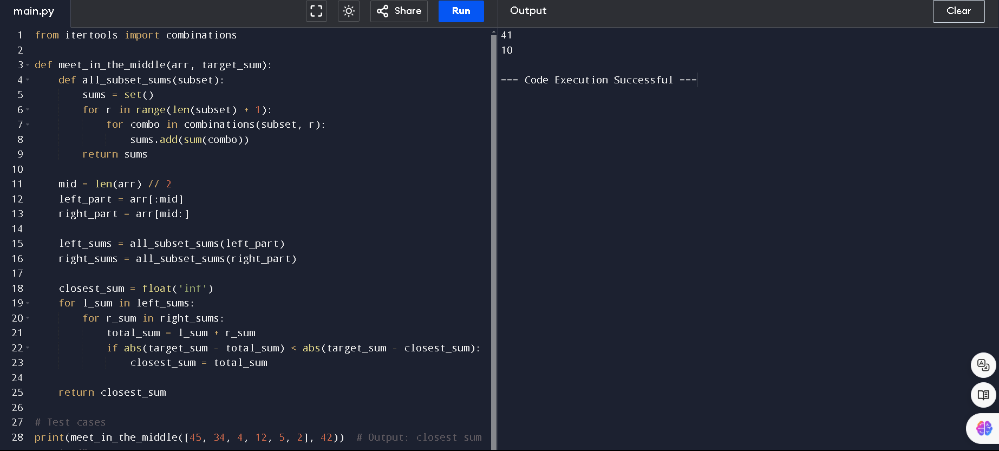 main.py
Share
Run
Output
Clear
1 from itertools import combinations
2
3 def meet_in_the_middle(arr, target_sum):
4     def all_subset_sums(subset):
5         sums = set()
6         for r in range(len(subset) + 1):
7             for combo in combinations(subset, r):
8                 sums.add(sum(combo))
9         return sums
10
11     mid = len(arr) // 2
12     left_part = arr[:mid]
13     right_part = arr[mid:]
14
15     left_sums = all_subset_sums(left_part)
16     right_sums = all_subset_sums(right_part)
17
18     closest_sum = float('inf')
19     for l_sum in left_sums:
20         for r_sum in right_sums:
21             total_sum = l_sum + r_sum
22             if abs(target_sum - total_sum) < abs(target_sum - closest_sum):
23                 closest_sum = total_sum
24
25     return closest_sum
26
27 # Test cases
28 print(meet_in_the_middle([45, 34, 4, 12, 5, 2], 42))  # Output: closest sum
41
10
=== Code Execution Successful ===